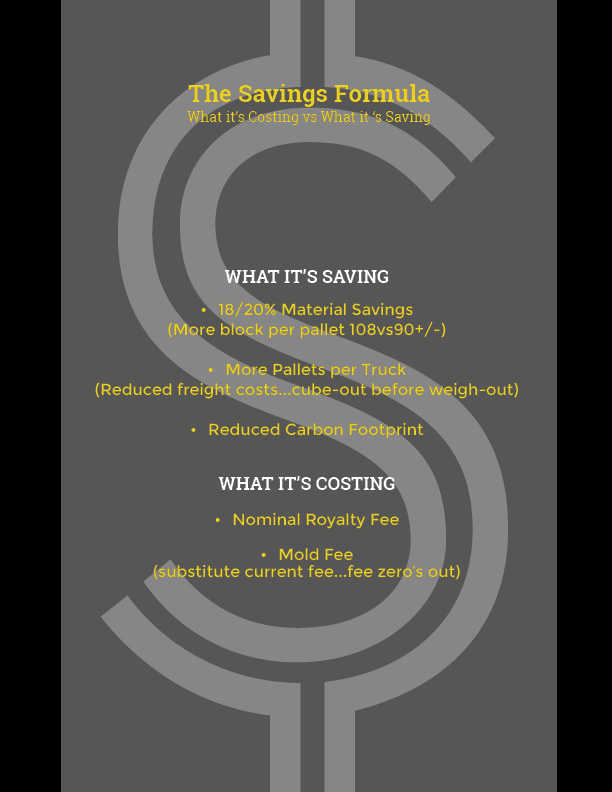 The Savings Formula
What it's Costing vs What it 's Saving
WHAT IT'S SAVING
• 18/20% Material Savings
(More block per pallet 108vs90+/-)
• More Pallets per Truck
(Reduced freight costs...cube-out before weigh-out)
• Reduced Carbon Footprint
WHAT IT'S COSTING
• Nominal Royalty Fee
• Mold Fee
(substitute current fee...fee zero's out)